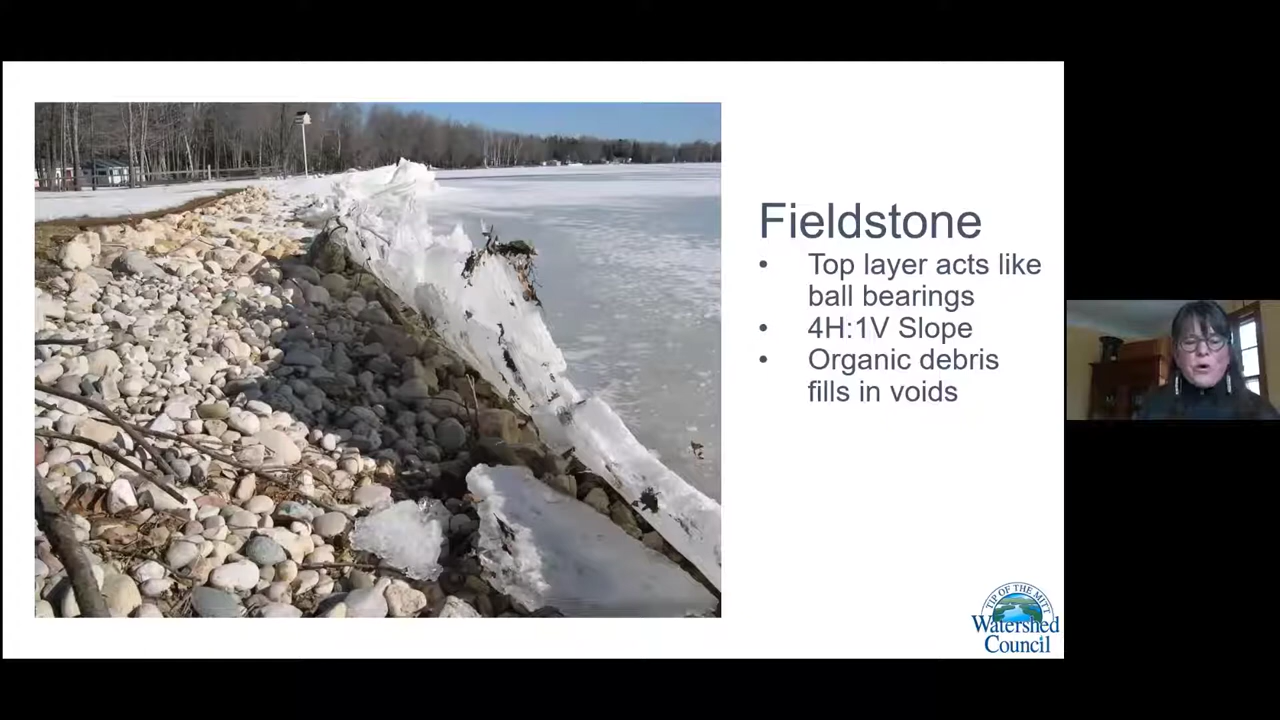 Fieldstone
• Top layer acts like
ball bearings
• 4H:1V Slope
• Organic debris
fills in voids
TIP OF THE MITT
Watershed
Council